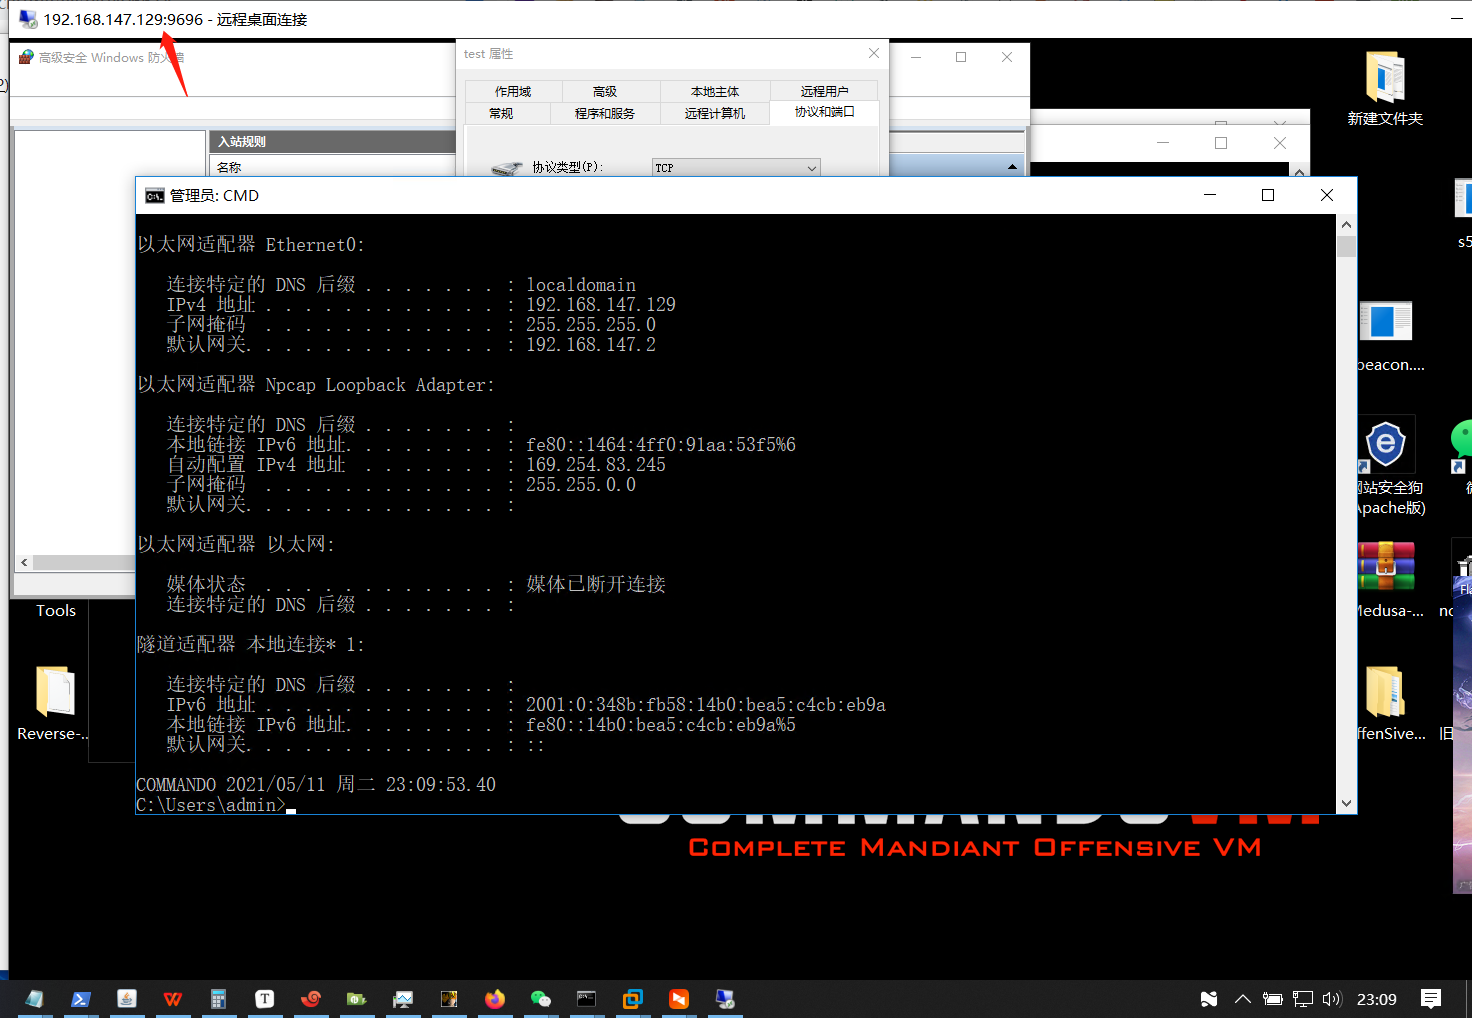 192.168.147.129:9696 - 远程桌面连接
高级安全 Windows 防火墙
test 属性
作用域
高级
本地主体
远程用户
常规
程序和服务
远程计算机
协议和端口
入站规则
名称
协议类型(P):
TCP
新建文件夹
管理员: CMD
以太网适配器 Ethernet0:
连接特定的 DNS 后缀 . . . . . . . : localdomain
IPv4 地址 . . . . . . . . . . . . : 192.168.147.129
子网掩码 . . . . . . . . . . . . : 255.255.255.0
默认网关. . . . . . . . . . . . . : 192.168.147.2
以太网适配器 Npcap Loopback Adapter:
连接特定的 DNS 后缀 . . . . . . . :
本地链接 IPv6 地址. . . . . . . . : fe80::1464:4ff0:91aa:53f5%6
自动配置 IPv4 地址 . . . . . . . : 169.254.83.245
子网掩码 . . . . . . . . . . . . : 255.255.0.0
默认网关. . . . . . . . . . . . . :
以太网适配器 以太网:
媒体状态 . . . . . . . . . . . . : 媒体已断开连接
连接特定的 DNS 后缀 . . . . . . . :
隧道适配器 本地连接* 1:
连接特定的 DNS 后缀 . . . . . . . :
IPv6 地址 . . . . . . . . . . . . : 2001:0:348b:fb58:14b0:bea5:c4cb:eb9a
本地链接 IPv6 地址. . . . . . . . : fe80::14b0:bea5:c4cb:eb9a%5
默认网关. . . . . . . . . . . . . : ::
COMMANDO 2021/05/11 周二 23:09:53.40
C:\Users\admin>
s5
beacon....
网站安全狗
Apache版)
Medusa-...
ffenSive...
旧
Tools
Reverse-...
COMPLETE MANDIANT OFFENSIVE VM
23:09